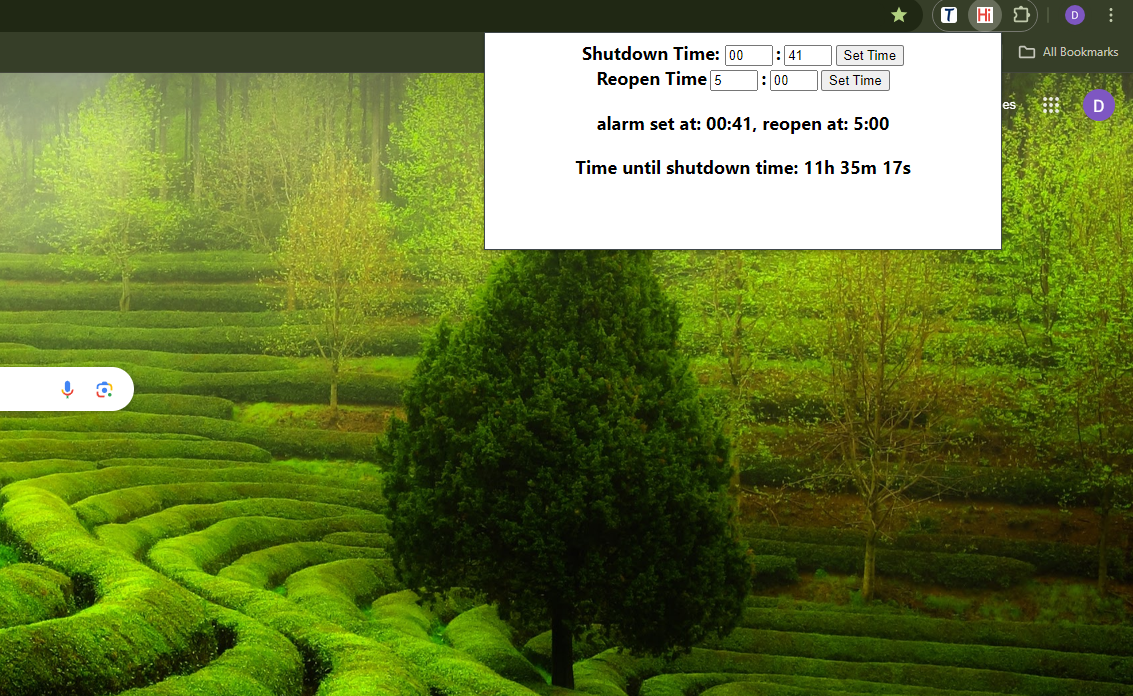 T Hi D
All Bookmarks
Shutdown Time: 00 : 41 Set Time
Reopen Time 5 : 00 Set Time
es D
alarm set at: 00:41, reopen at: 5:00
Time until shutdown time: 11h 35m 17s